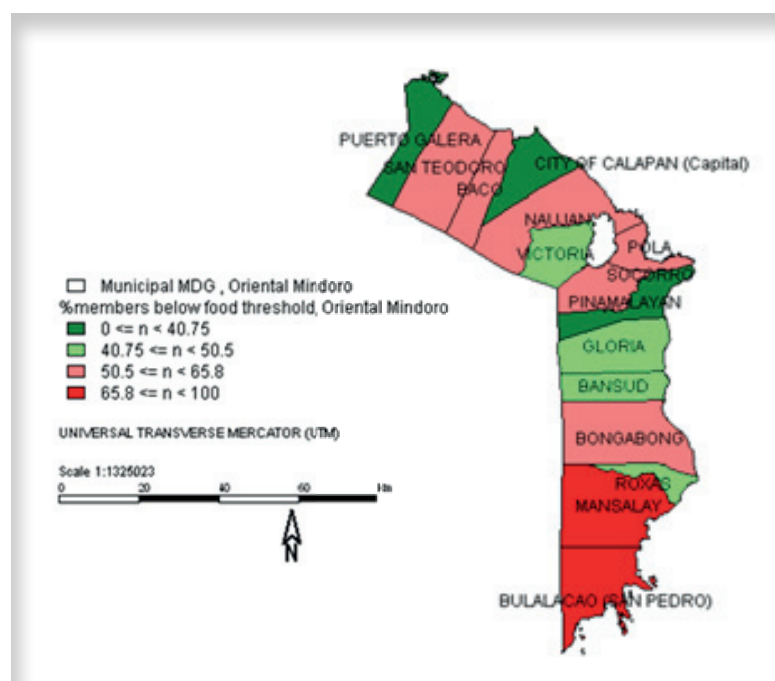 PUERTO GALERA
SAN TEODORO
BACO
CITY OF CALAPAN (Capital)
NAUJAN
VICTORIA
POLA
SOCORRO
PINAMALAYAN
GLORIA
BANSUD
BONGABONG
ROXAS
MANSALAY
BULALACAO (SAN PEDRO)
Municipal MDG , Oriental Mindoro
%members below food threshold, Oriental Mindoro
0 <= n < 40.75
40.75 <= n < 50.5
50.5 <= n < 65.8
65.8 <= n < 100
UNIVERSAL TRANSVERSE MERCATOR (UTM)
Scale 1:1325023
0 20 40 60 Km
N